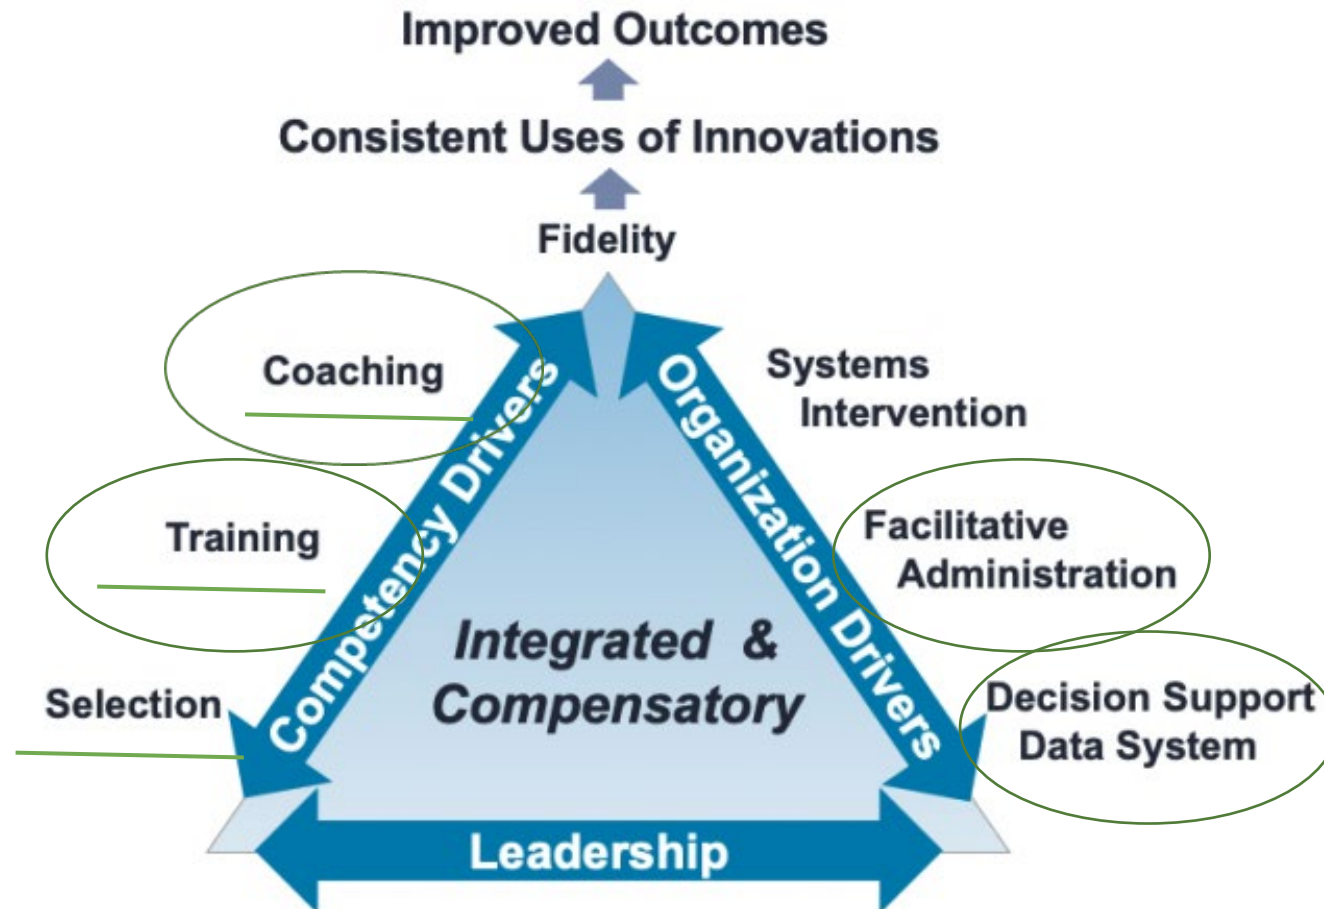 Improved Outcomes
Consistent Uses of Innovations
Fidelity
Coaching
Training
Selection
Competency Drivers
Organization Drivers
Systems
Intervention
Facilitative
Administration
Decision Support
Data System
Integrated &
Compensatory
Leadership